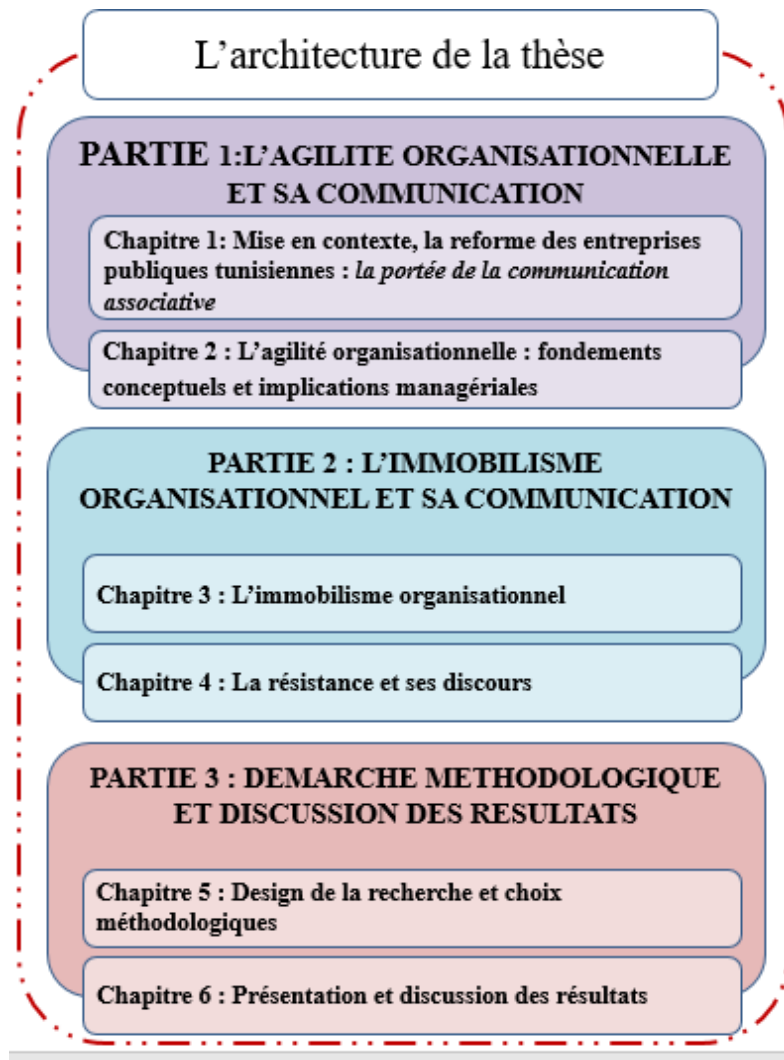 L’architecture de la thèse
PARTIE 1:L’AGILITE ORGANISATIONNELLE
ET SA COMMUNICATION
Chapitre 1: Mise en contexte, la reforme des entreprises
publiques tunisiennes : la portée de la communication
associative
Chapitre 2 : L’agilité organisationnelle : fondements
conceptuels et implications managériales
PARTIE 2 : L’IMMOBILISME
ORGANISATIONNEL ET SA COMMUNICATION
Chapitre 3 : L’immobilisme organisationnel
Chapitre 4 : La résistance et ses discours
PARTIE 3 : DEMARCHE METHODOLOGIQUE
ET DISCUSSION DES RESULTATS
Chapitre 5 : Design de la recherche et choix
méthodologiques
Chapitre 6 : Présentation et discussion des résultats